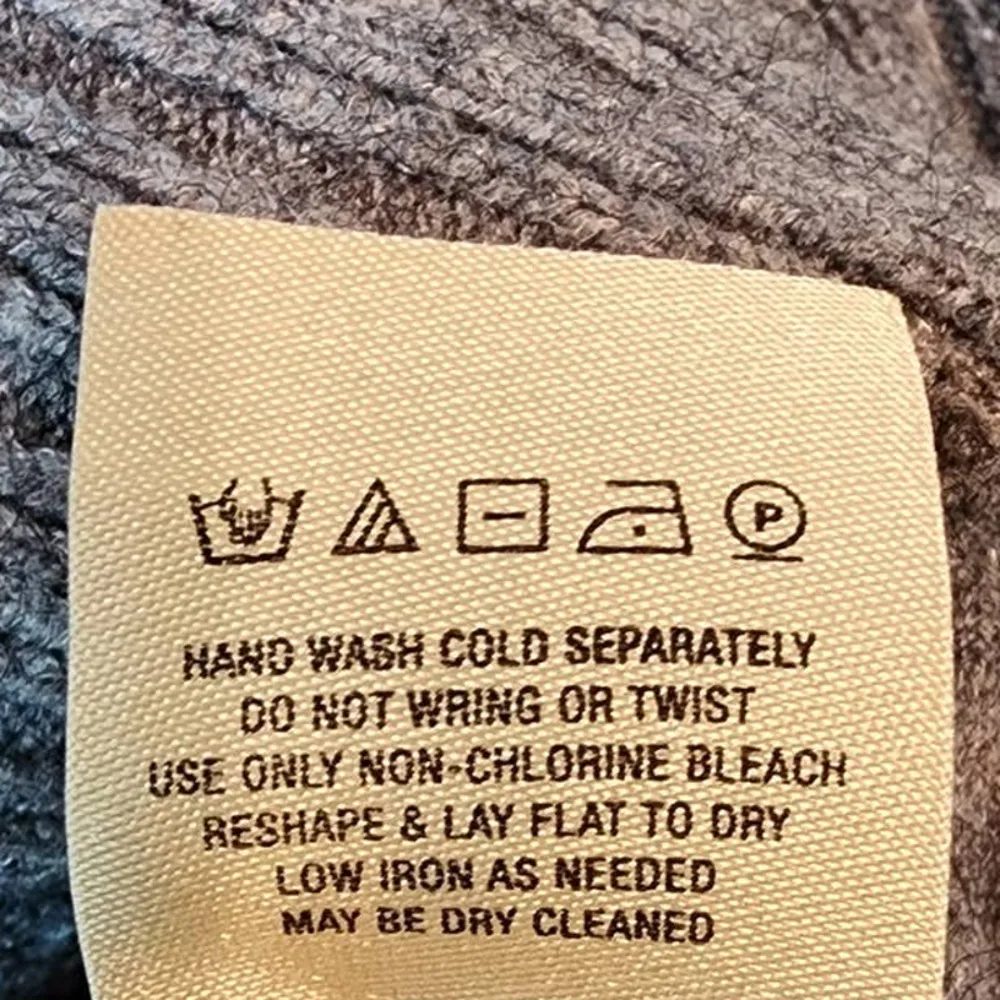 P
HAND WASH COLD SEPARATELY
DO NOT WRING OR TWIST
USE ONLY NON-CHLORINE BLEACH
RESHAPE & LAY FLAT TO DRY
LOW IRON AS NEEDED
MAY BE DRY CLEANED